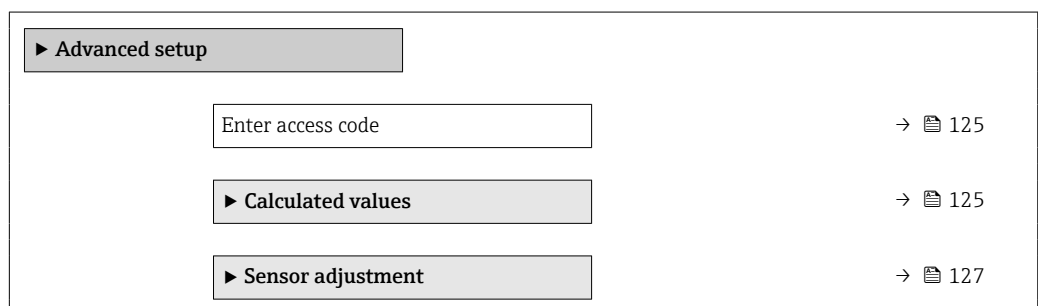 ▶ Advanced setup
Enter access code → 125
▶ Calculated values → 125
▶ Sensor adjustment → 127